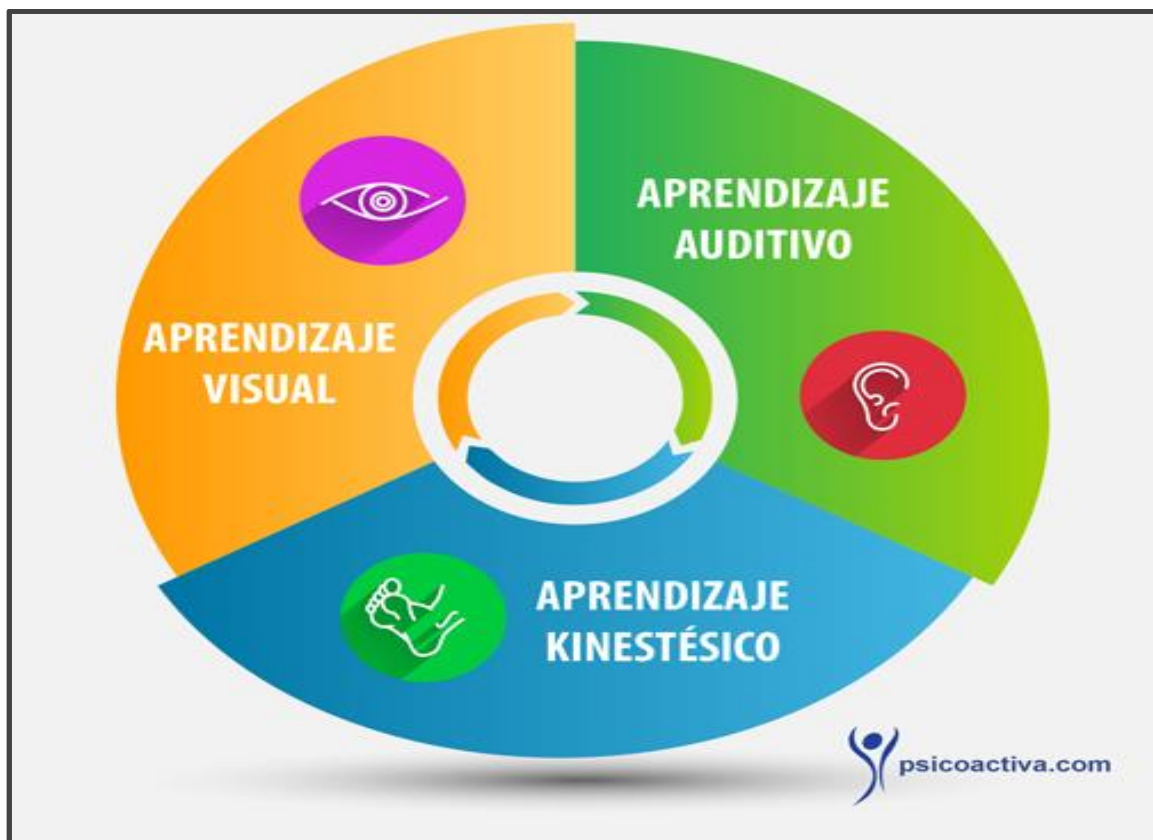 APRENDIZAJE
AUDITIVO
APRENDIZAJE
VISUAL
APRENDIZAJE
KINESTÉSICO
psicoactiva.com